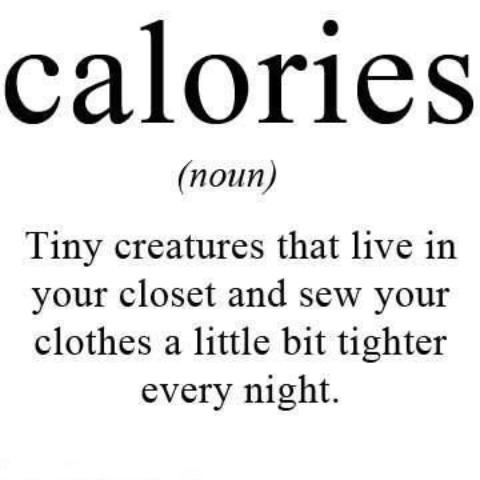 calories
(noun)
Tiny creatures that live in
your closet and sew your
clothes a little bit tighter
every night.